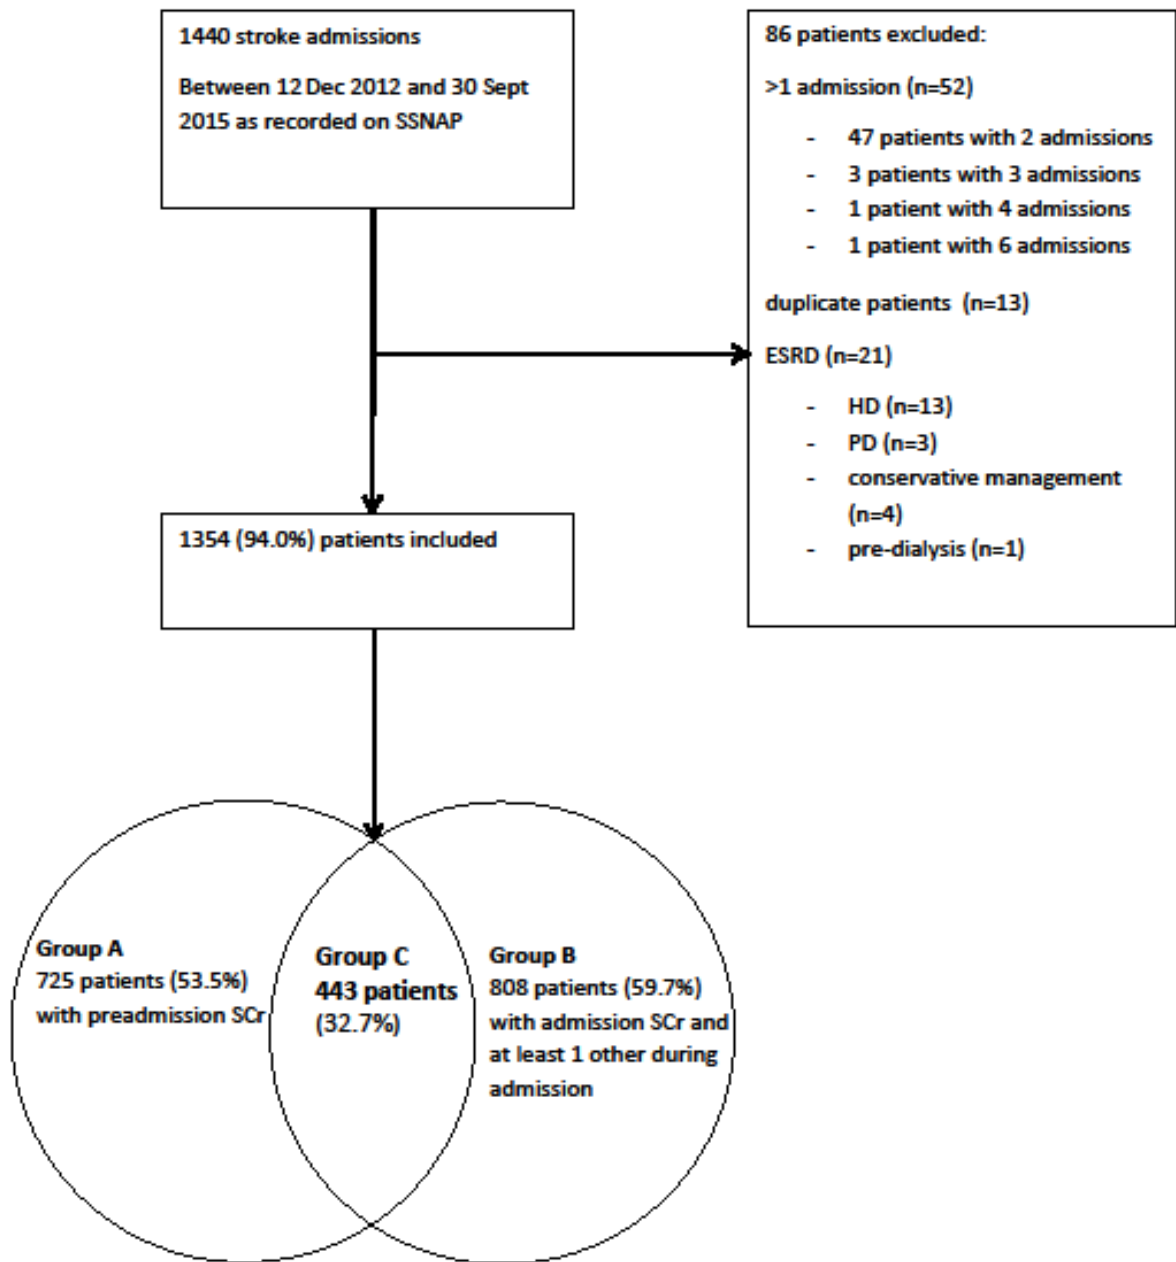 1440 stroke admissions
Between 12 Dec 2012 and 30 Sept
2015 as recorded on SSNAP
86 patients excluded:
>1 admission (n=52)
- 47 patients with 2 admissions
- 3 patients with 3 admissions
- 1 patient with 4 admissions
- 1 patient with 6 admissions
duplicate patients (n=13)
ESRD (n=21)
- HD (n=13)
- PD (n=3)
- conservative management
(n=4)
- pre-dialysis (n=1)
1354 (94.0%) patients included
Group A
725 patients (53.5%)
with preadmission SCr
Group C
443 patients
(32.7%)
Group B
808 patients (59.7%)
with admission SCr and
at least 1 other during
admission